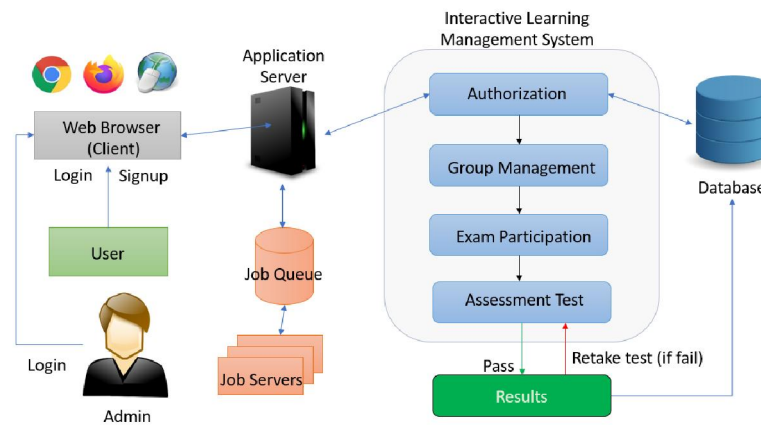 Interactive Learning
Management System
Application
Server
Web Browser
(Client)
Login Signup
User
Login
Admin
Job Queue
Job Servers
Authorization
Group Management
Exam Participation
Assessment Test
Pass
Retake test (if fail)
Results
Database